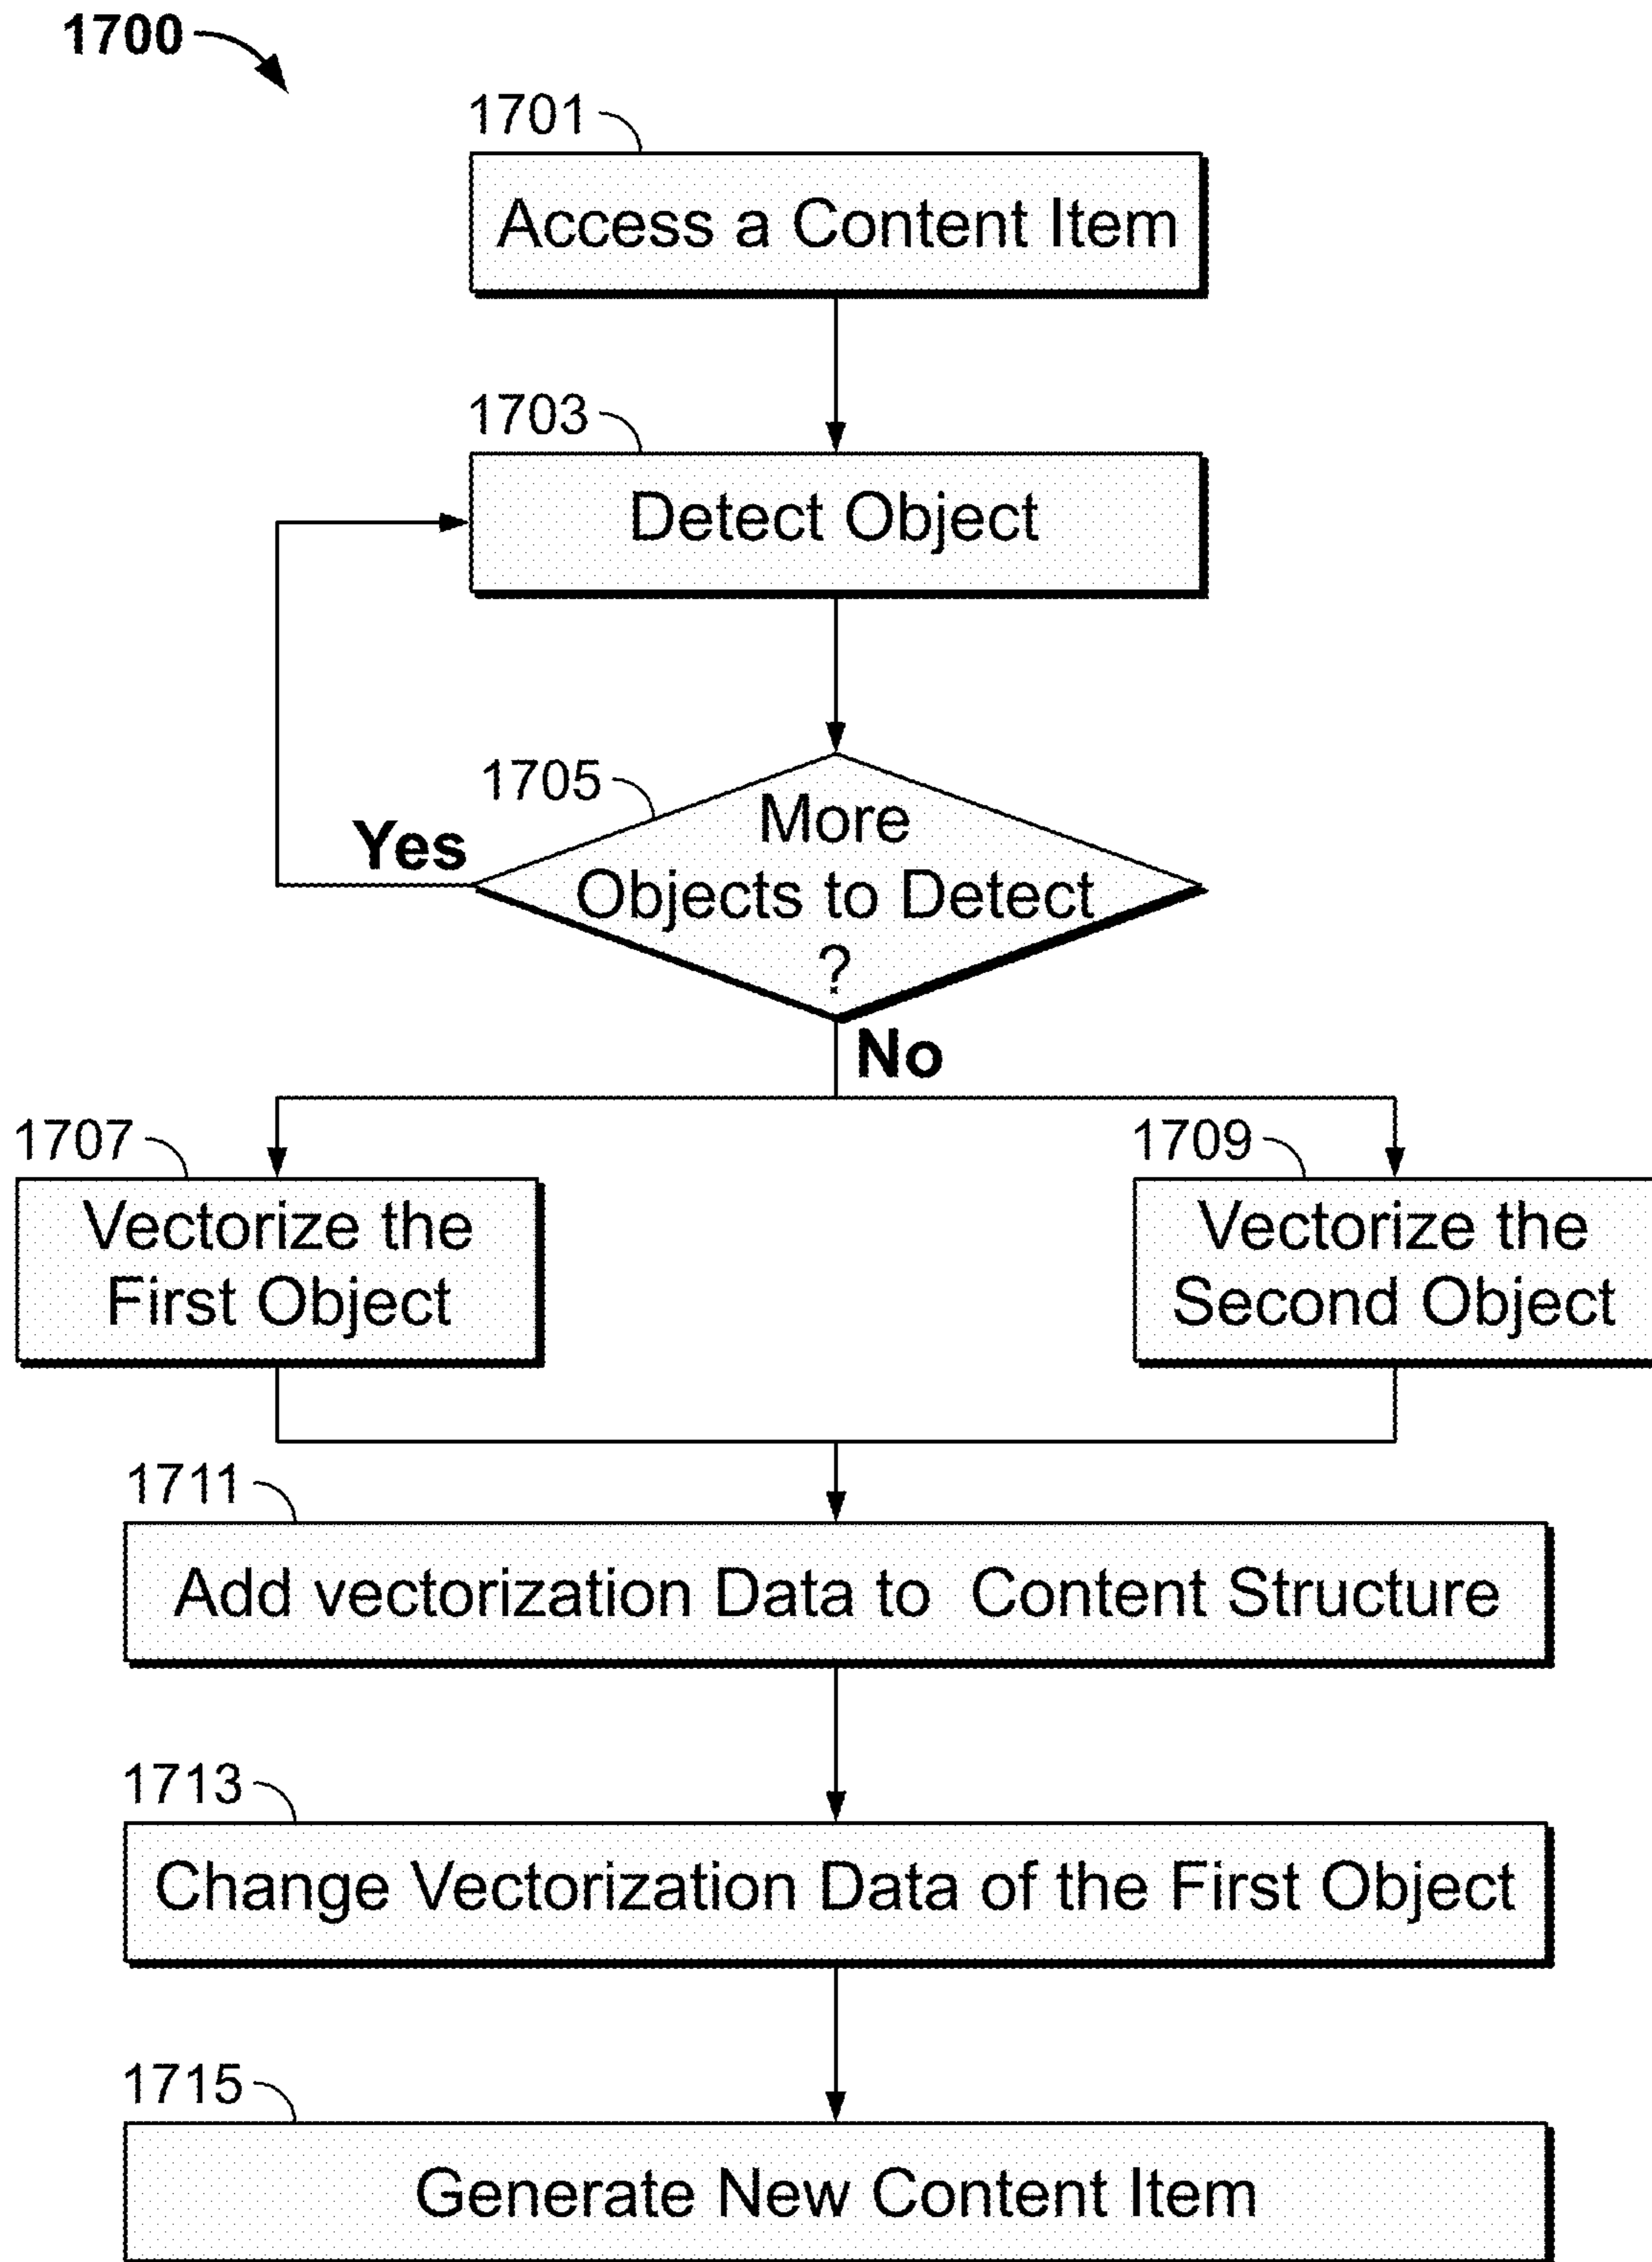 1700
1701
Access a Content Item
1703
Detect Object
1705
More
Objects to Detect
?
Yes
No
1707
Vectorize the
First Object
1709
Vectorize the
Second Object
1711
Add vectorization Data to  Content Structure
1713
Change Vectorization Data of the First Object
1715
Generate New Content Item